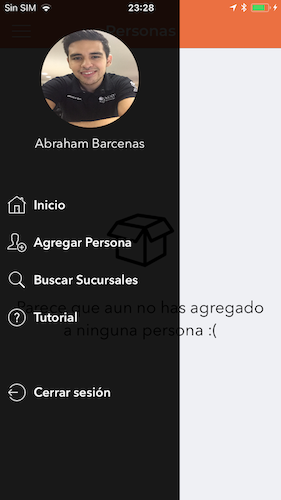 Sin SIM 23:28
Personas
Abraham Barcenas
Inicio
Agregar Persona
Buscar Sucursales
Parece que aun no has agregado
Tutorial
a ninguna persona :(
Cerrar sesión